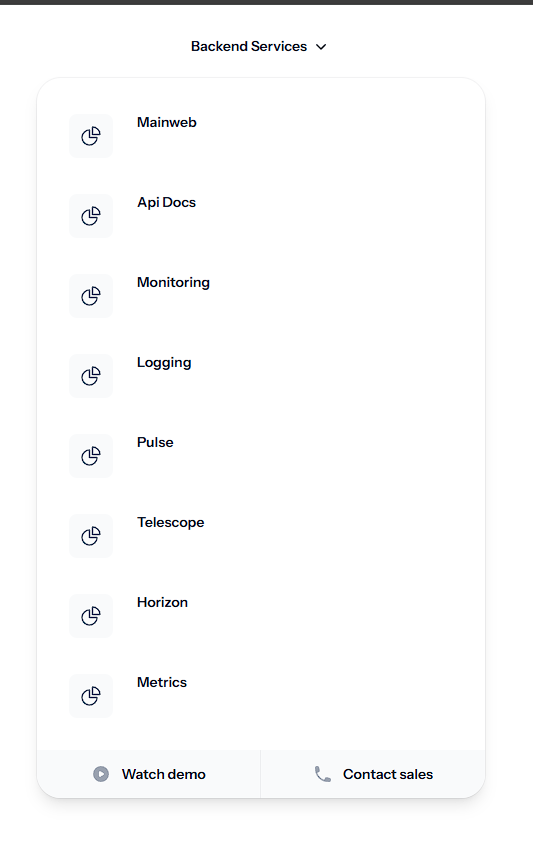 Backend Services
Mainweb
Api Docs
Monitoring
Logging
Pulse
Telescope
Horizon
Metrics
Watch demo
Contact sales